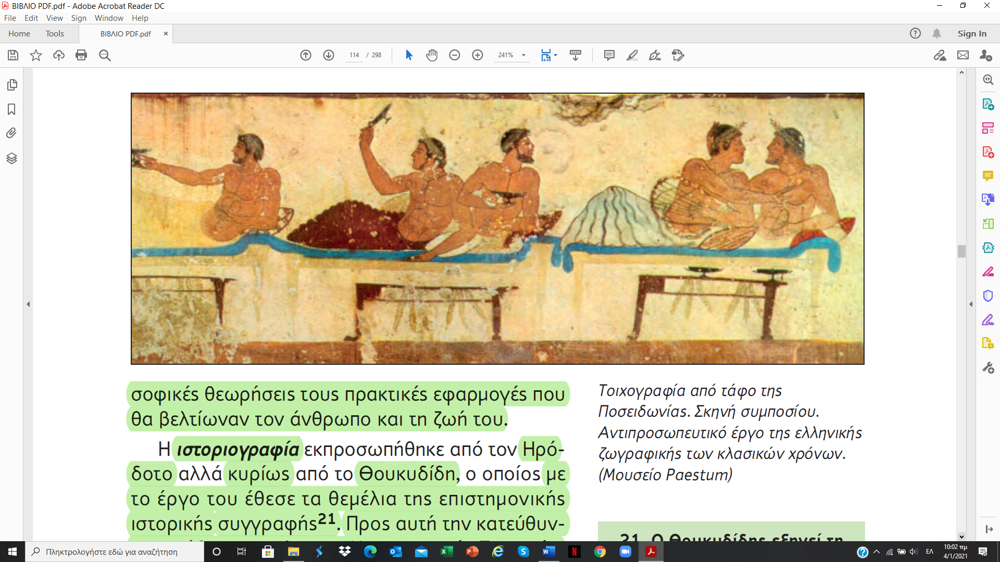 ΒΙΒΛΙΟ PDF.pdf - Adobe Acrobat Reader DC
File Edit View Sign Window Help
Home Tools ΒΙΒΛΙΟ PDF.pdf Sign In
114 / 298 241%
σοφικές θεωρήσεις τους πρακτικές εφαρμογές που
θα βελτίωναν τον άνθρωπο και τη ζωή του.
Η ιστοριογραφία εκπροσωπήθηκε από τον Ηρό-
δοτο αλλά κυρίως από το Θουκυδίδη, ο οποίος με
το έργο του έθεσε τα θεμέλια της επιστημονικής
ιστορικής συγγραφής21. Προς αυτή την κατεύθυν-
Τοιχογραφία από τάφο της
Ποσειδωνίας. Σκηνή συμποσίου.
Αντιπροσωπευτικό έργο της ελληνικής
ζωγραφικής των κλασικών χρόνων.
(Μουσείο Paestum)
21. Ο Θουκυδίδης εξηγεί τη
Πληκτρολογήστε εδώ για αναζήτηση
ΕΛ
10:02 πμ
4/1/2021